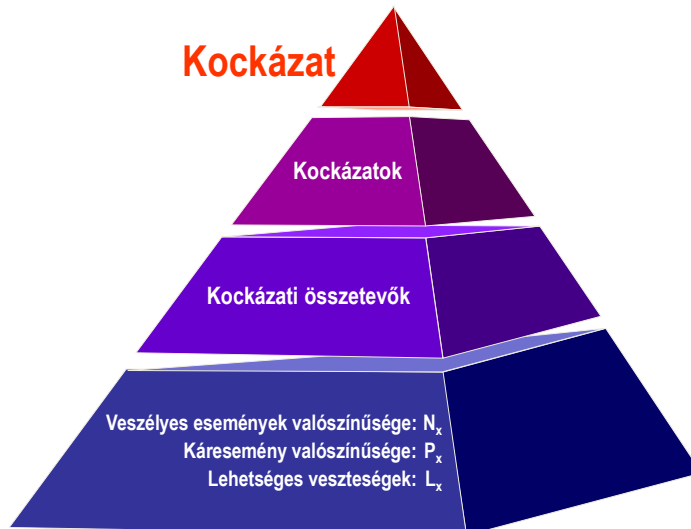 Kockázat
Kockázatok
Kockázati összetevők
Veszélyes események valószínűsége: Nₓ
Káresemény valószínűsége: Pₓ
Lehetséges veszteségek: Lₓ